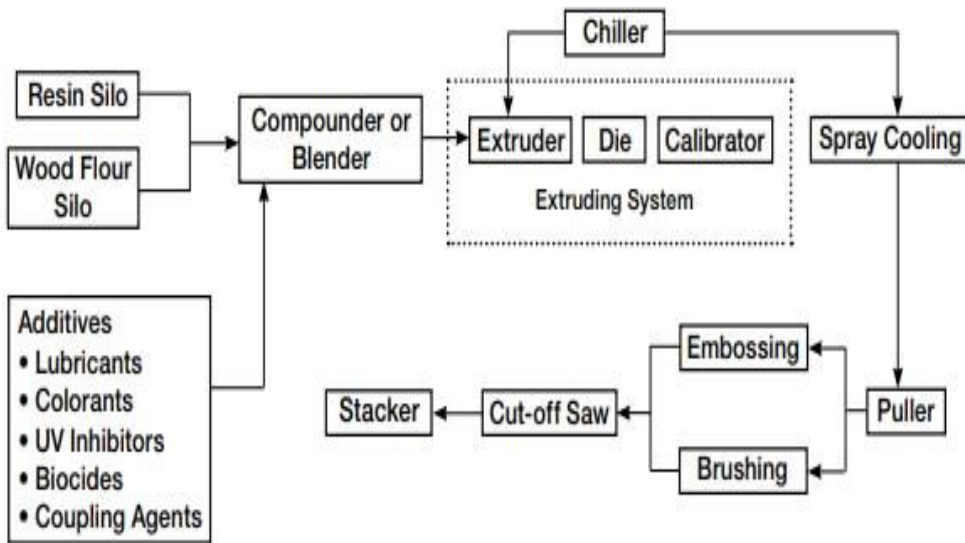 Chiller
Resin Silo
Wood Flour
Silo
Compounder or
Blender
Extruder
Die
Calibrator
Extruding System
Spray Cooling
Additives
• Lubricants
• Colorants
• UV Inhibitors
• Biocides
• Coupling Agents
Embossing
Brushing
Puller
Cut-off Saw
Stacker